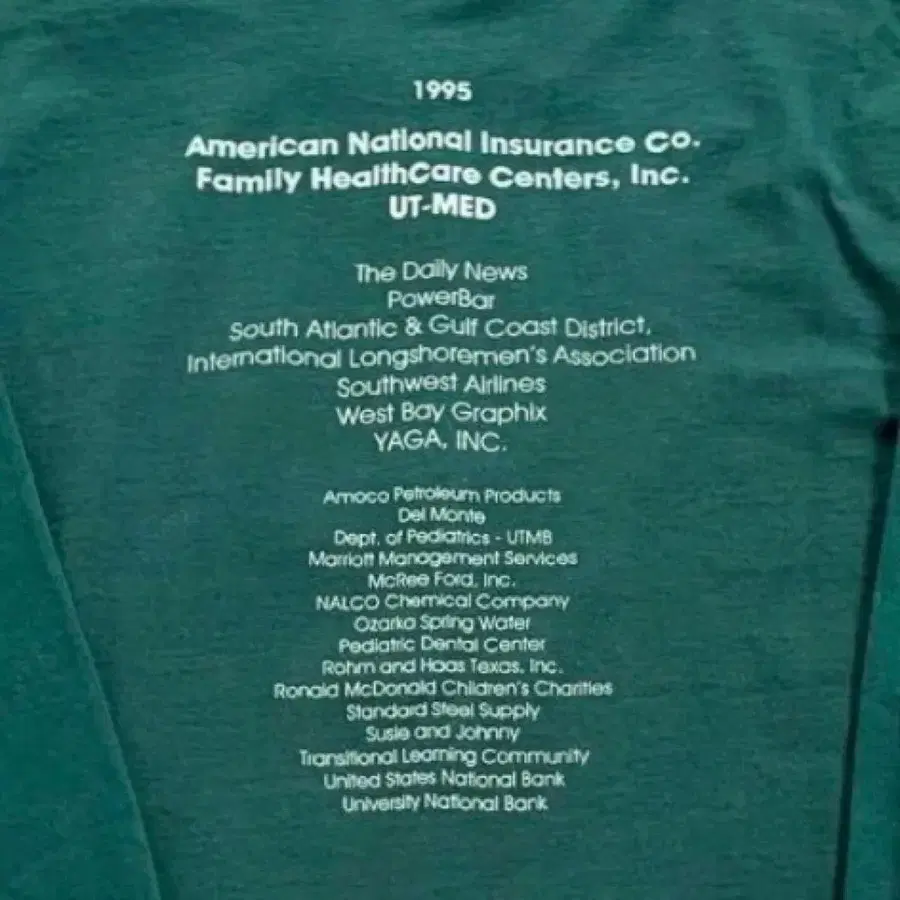 1995
American National Insurance Co.
Family HealthCare Centers, Inc.
UT-MED
The Daily News
PowerBar
South Atlantic & Gulf Coast District,
International Longshoremen's Association
Southwest Airlines
West Bay Graphix
YAGA, INC.
Amoco Petroleum Products
Del Monte
Dept. of Pediatrics - UTMB
Marriott Management Services
McRee Ford, Inc.
NALCO Chemical Company
Ozarka Spring Water
Pediatric Dental Center
Rohm and Haas Texas, Inc.
Ronald McDonald Children's Charities
Standard Steel Supply
Susie and Johnny
Transitional Learning Community
United States National Bank
University National Bank